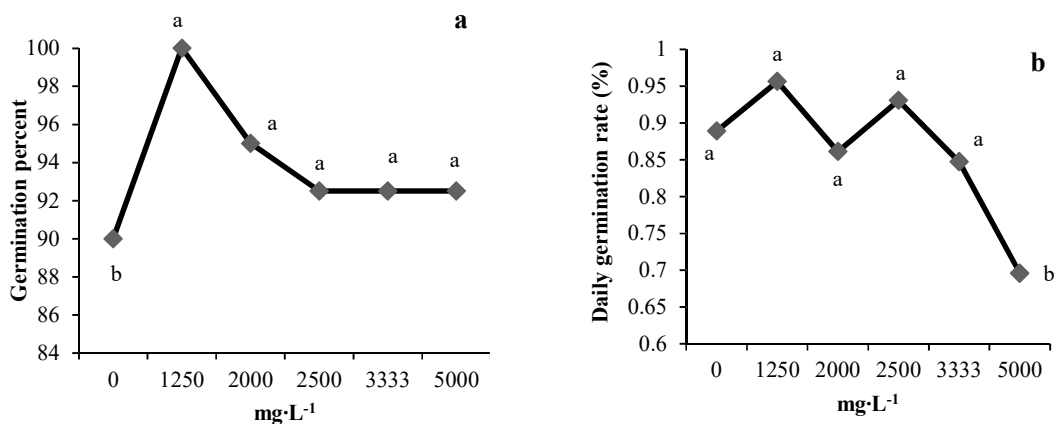 a
a
100
98
96
94
92
90
88
86
84
Germination percent
a
a
a
a
b
0 1250 2000 2500 3333 5000
mg·L-1
b
1
0.95
0.9
0.85
0.8
0.75
0.7
0.65
0.6
Daily germination rate (%)
a
a
a
a
a
b
0 1250 2000 2500 3333 5000
mg·L-1